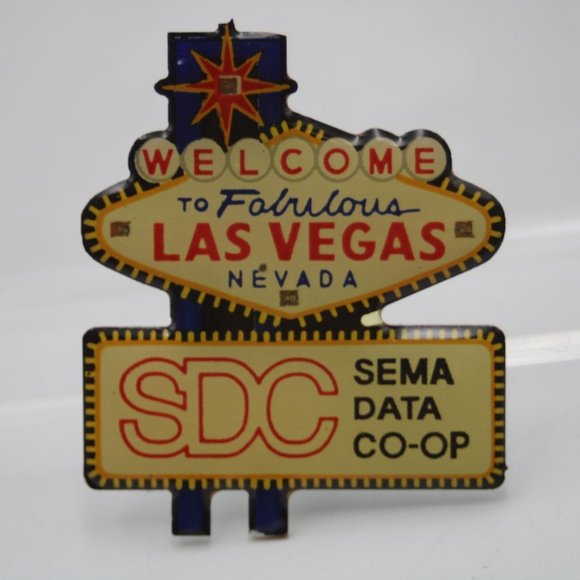 WELCOME
TO Fabulous
LAS VEGAS
NEVADA
SDC
SEMA
DATA
CO-OP